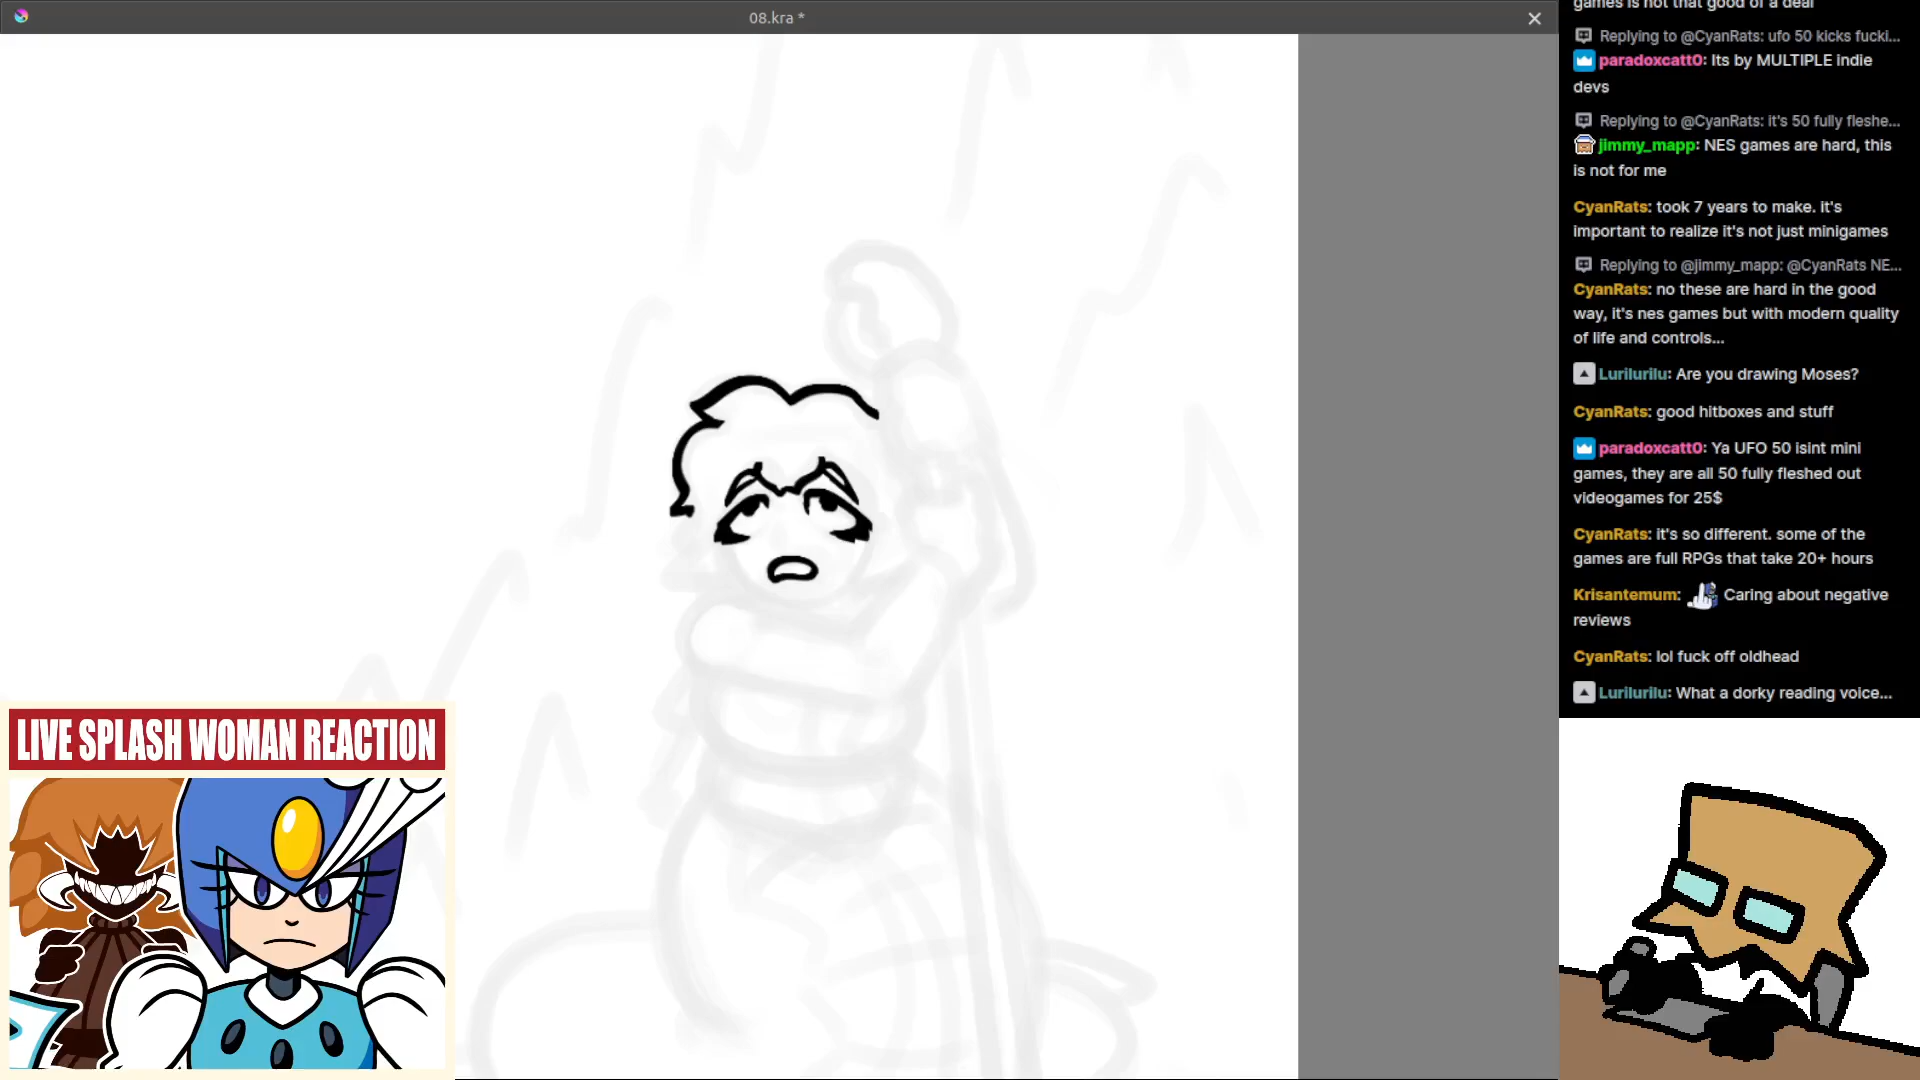 08.kra *
games is not that good of a deal
Replying to @CyanRats: ufo 50 kicks fucki...
paradoxcatt0: Its by MULTIPLE indie
devs
Replying to @CyanRats: it's 50 fully fleshe...
jimmy_mapp: NES games are hard, this
is not for me
CyanRats: took 7 years to make. it's
important to realize it's not just minigames
Replying to @jimmy_mapp: @CyanRats NE...
CyanRats: no these are hard in the good
way, it's nes games but with modern quality
of life and controls...
Lurilurilu: Are you drawing Moses?
CyanRats: good hitboxes and stuff
paradoxcatt0: Ya UFO 50 isint mini
games, they are all 50 fully fleshed out
videogames for 25$
CyanRats: it's so different. some of the
games are full RPGs that take 20+ hours
Krisantemum: Caring about negative
reviews
CyanRats: lol fuck off oldhead
Lurilurilu: What a dorky reading voice...
LIVE SPLASH WOMAN REACTION